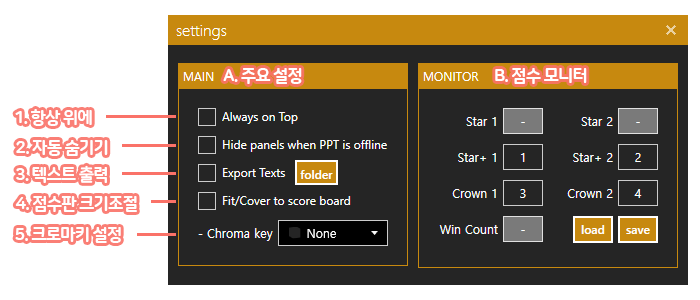 settings ×
MAIN A. 주요 설정
1. 항상 위에 Always on Top
2. 자동 숨기기 Hide panels when PPT is offline
3. 텍스트 출력 Export Texts folder
4. 점수판 크기조절 Fit/Cover to score board
5. 크로마키 설정 - Chroma key None
MONITOR B. 점수 모니터
Star 1 - Star 2 -
Star+ 1 1 Star+ 2 2
Crown 1 3 Crown 2 4
Win Count - load save